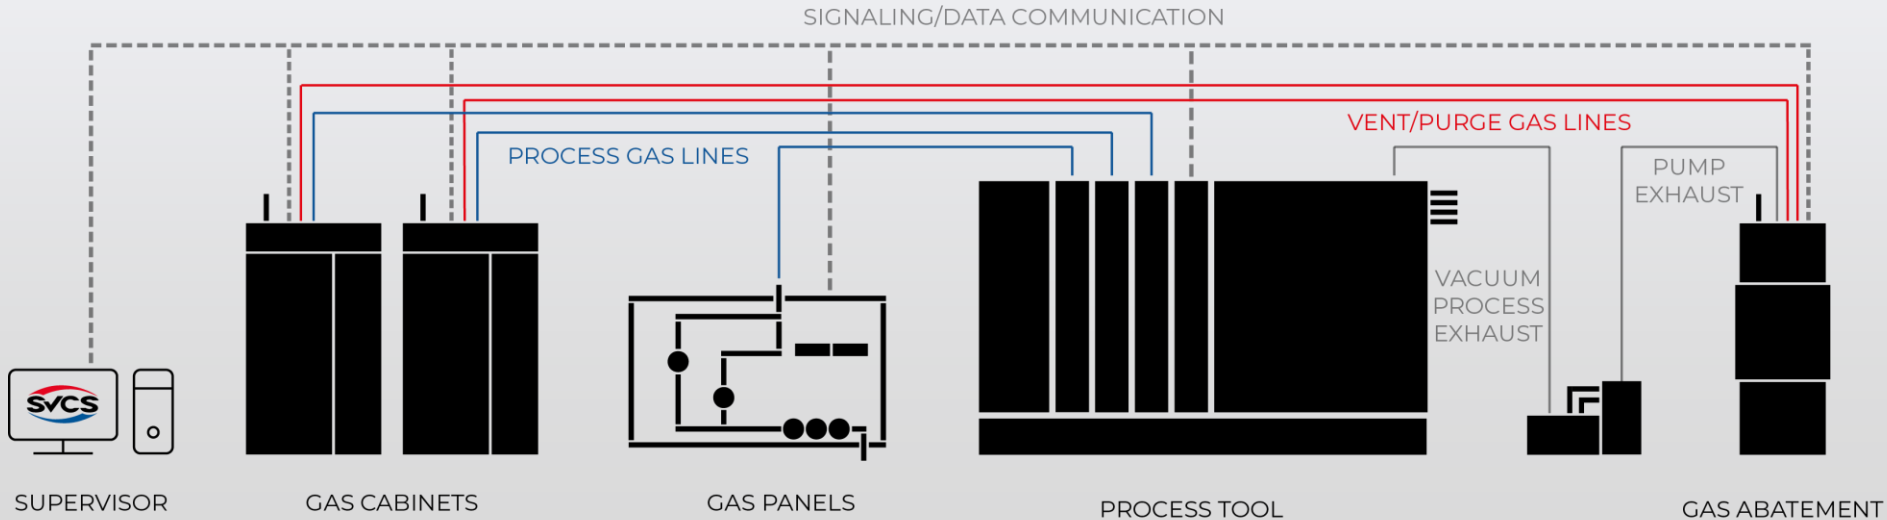 SIGNALING/DATA COMMUNICATION
VENT/PURGE GAS LINES
PROCESS GAS LINES
PUMP
EXHAUST
VACUUM
PROCESS
EXHAUST
SVCS
SUPERVISOR
GAS CABINETS
GAS PANELS
PROCESS TOOL
GAS ABATEMENT